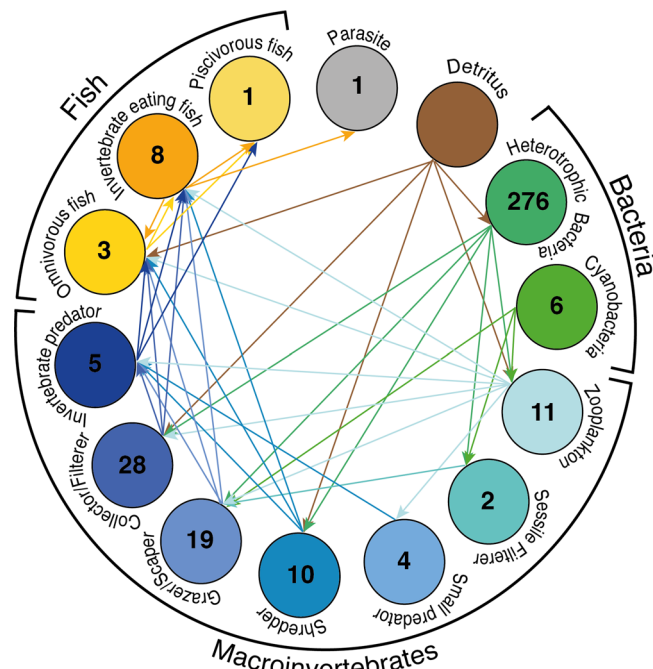 Fish
Piscivorous fish
1
Parasite
1
Detritus
Invertebrate eating fish
8
Heterotrophic Bacteria
276
Bacteria
Omnivorous fish
3
Cyanobacteria
6
Invertebrate predator
5
Zooplankton
11
Collector/Filterer
28
Sessile Filterer
2
Grazer/Scaper
19
Shredder
10
Small predator
4
Macroinvertebrates